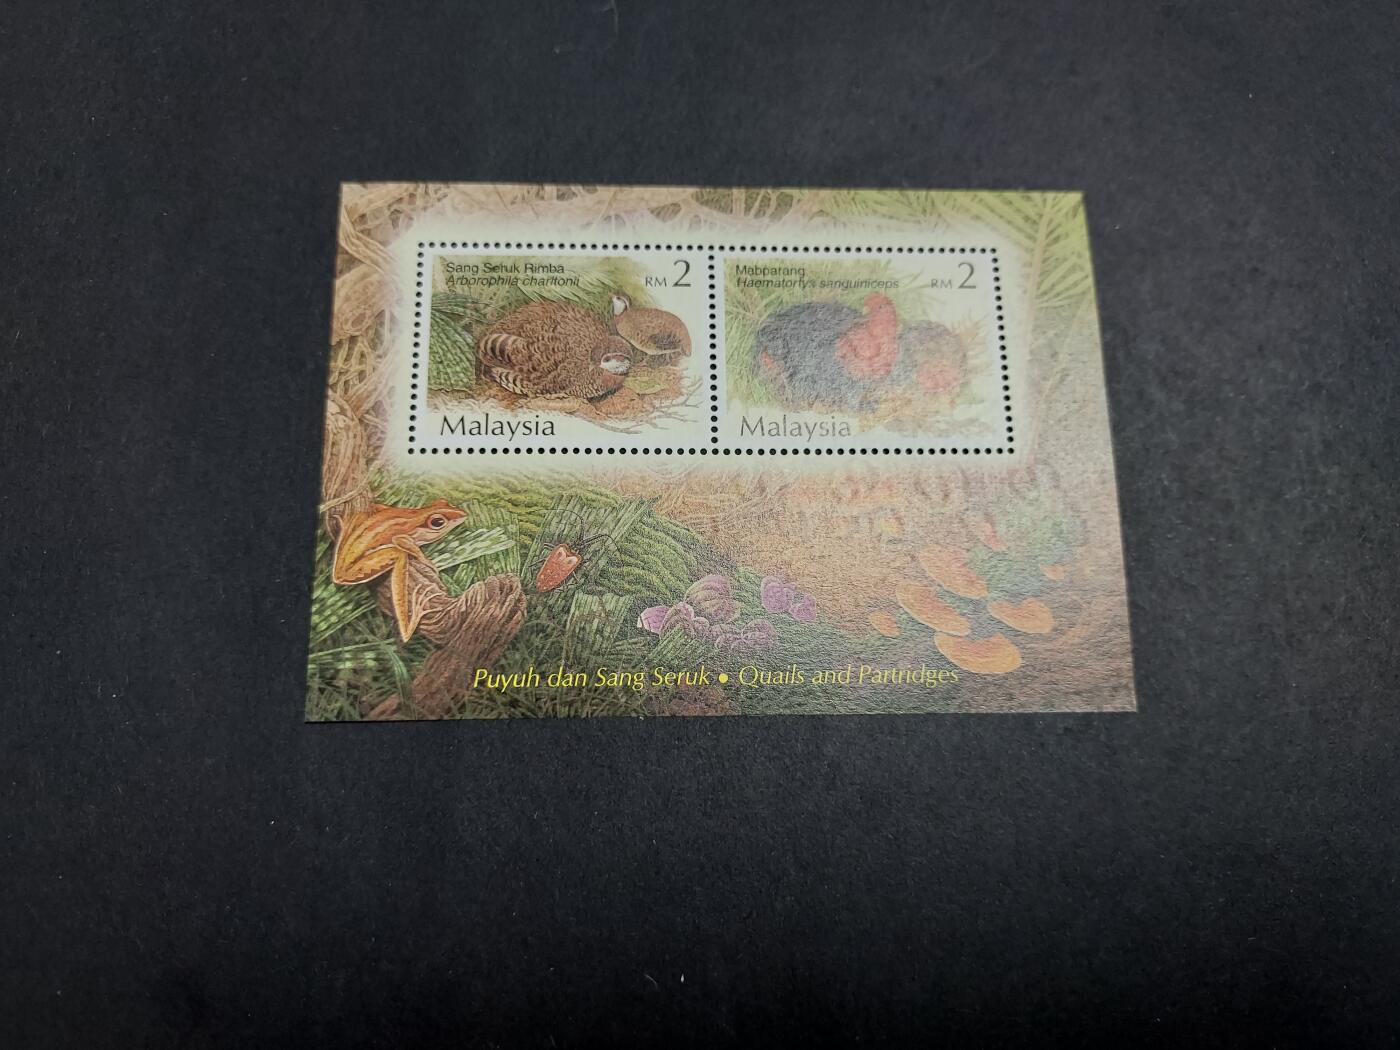 Sang Seruk Rimba
Arborophila charltonii
RM 2
Malaysia
Mabparang
Haematortyx sanguiniceps
RM 2
Malaysia
Puyuh dan Sang Seruk • Quails and Partridges